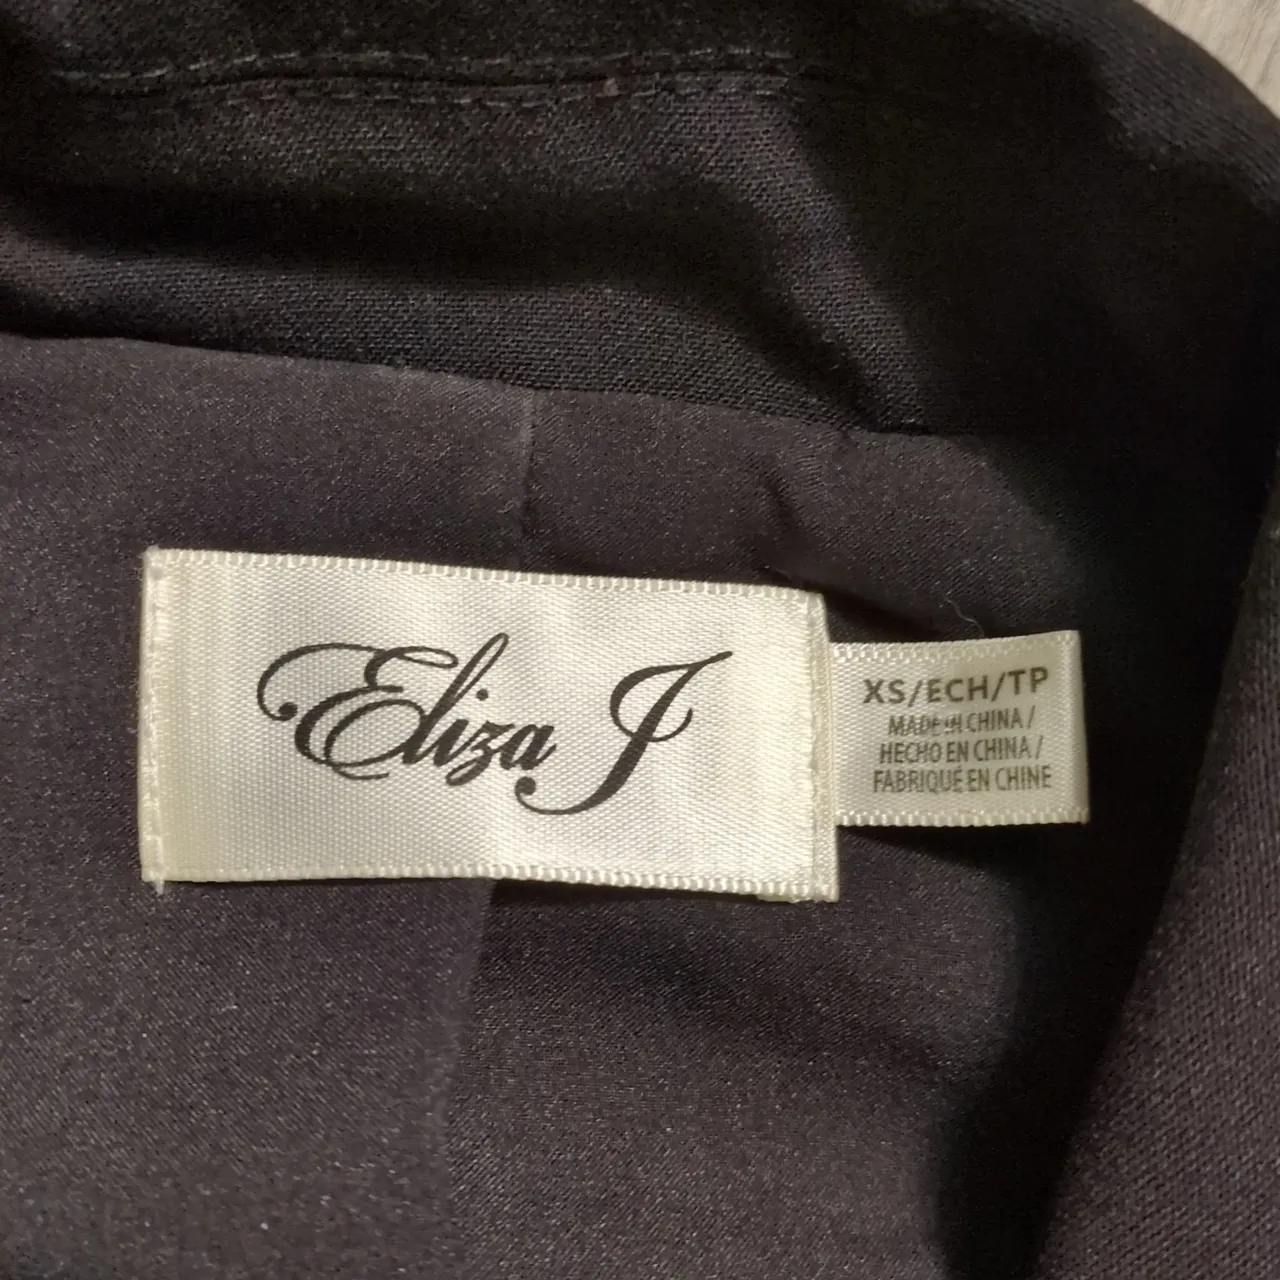 Eliza J
XS/ECH/TP
MADE IN CHINA /
HECHO EN CHINA /
FABRIQUÉ EN CHINE